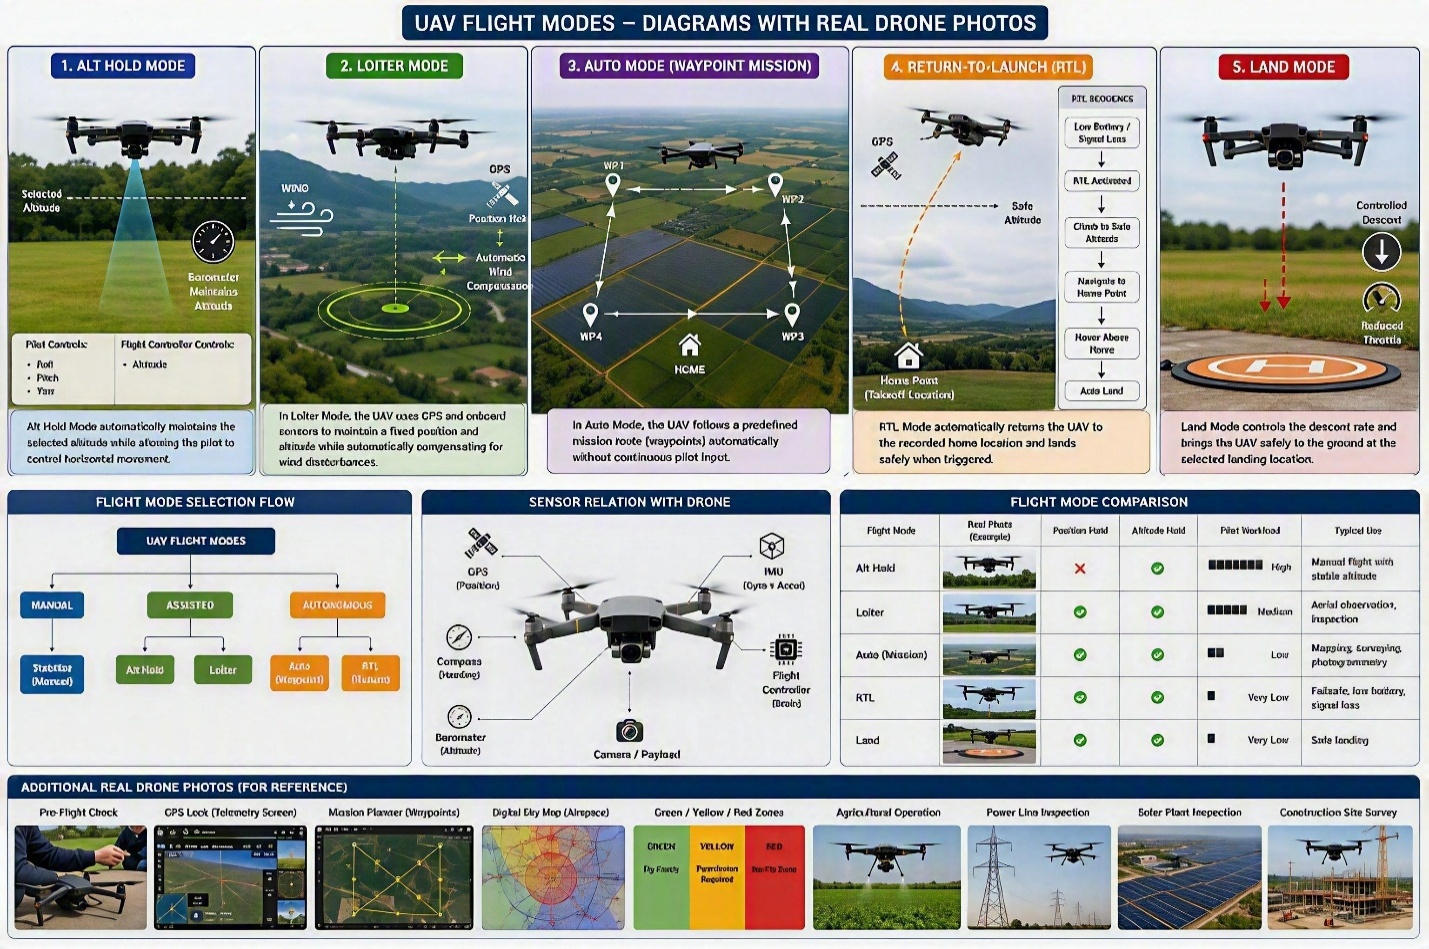 UAV FLIGHT MODES – DIAGRAMS WITH REAL DRONE PHOTOS
1. ALT HOLD MODE
Selected
Altitude
Barometer
Maintains
Pilot Controls:
Flight Controller Controls:
• Roll
• Pitch
• Yaw
• Altitude
Alt Hold Mode automatically maintains the
selected altitude while allowing the pilot to
control horizontal movement.
2. LOITER MODE
WIND
GPS
Position
Automatic
Wind
In Loiter Mode, the UAV uses GPS and onboard
sensors to maintain a fixed position and
altitude while automatically compensating for
wind disturbances.
3. AUTO MODE (WAYPOINT MISSION)
WP1
WP2
WP4
WP3
HOME
In Auto Mode, the UAV follows a predefined
mission route (waypoints) automatically
without continuous pilot input.
4. RETURN-TO-LAUNCH (RTL)
GPS
Safe
Altitude
Home Point
(Takeoff Location)
Low Battery /
Signal Loss
RTL Activated
Climb to Safe
Navigate to
Home Point
Hover Above
Home
Auto Land
RTL Mode automatically returns the UAV to
the recorded home location and lands
safely when triggered.
5. LAND MODE
Controlled
Descent
Reduced
Throttle
Land Mode controls the descent rate and
brings the UAV safely to the ground at the
selected landing location.
FLIGHT MODE SELECTION FLOW
UAV FLIGHT MODES
MANUAL
ASSISTED
AUTONOMOUS
(Manual)
Alt Hold
Loiter
Auto
(Waypoint)
RTL
SENSOR RELATION WITH DRONE
GPS
(Position)
IMU
(Gyro + Accel)
Compass
(Heading)
Flight
Controller
(Brain)
Barometer
(Altitude)
Camera / Payload
FLIGHT MODE COMPARISON
Flight Mode
Real Photo
(Example)
Position Hold
Altitude Hold
Pilot Workload
Typical Use
Alt Hold
High
Manual flight with
stable altitude
Loiter
Medium
Aerial observation,
Inspection
Auto (Mission)
Low
Mapping, surveying,
photogrammetry
RTL
Very Low
Failsafe, low battery,
signal loss
Land
Very Low
Safe landing
ADDITIONAL REAL DRONE PHOTOS (FOR REFERENCE)
Pre-Flight Check
GPS Lock (Telemetry Screen)
Mission Planner (Waypoints)
Digital Sky Map (Airspace)
Green / Yellow / Red Zones
GREEN
YELLOW
RED
Permission
Required
Agricultural Operation
Power Line Inspection
Solar Plant Inspection
Construction Site Survey